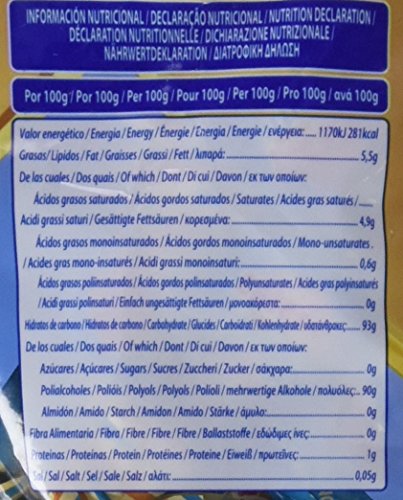 INFORMACIÓN NUTRICIONAL / DECLARAÇÃO NUTRICIONAL / NUTRITION DECLARATION /
DÉCLARATION NUTRITIONNELLE / DICHIARAZIONE NUTRIZIONALE /
NÄHRWERTDEKLARATION / ΔΙΑΤΡΟΦΙΚΗ ΔΗΛΩΣΗ
Por 100g / Por 100g / Per 100g / Pour 100g / Per 100g / Pro 100g / ανά 100g
Valor energético / Energia / Energy / Énergie / Energia / Energie / ενέργεια: ..... 1170kJ 281kcal
Grasas / Lípidos / Fat / Graisses / Grassi / Fett / λιπαρά: ..... 5,5g
De las cuales / Dos quais / Of which / Dont / Di cui / Davon / εκ των οποίων:
Ácidos grasos saturados / Ácidos gordos saturados / Saturates / Acides gras saturés / .....
Acidi grassi saturi / Gesättigte Fettsäuren / κορεσμένα: ..... 4,9g
Ácidos grasos monoinsaturados / Ácidos gordos monoinsaturados / Mono-unsaturates .
/ Acides gras mono-insaturés / Acidi grassi monoinsaturi: ..... 0,6g
Ácidos grasos poliinsaturados / Ácidos gordos polinsaturados / Polyunsaturates / Acides gras polyinsaturés
/ Acidi grassi polinsaturi / Einfach ungesättigte Fettsäuren / μονοακόρεστα: ..... 0g
Hidratos de carbono / Hidratos de carbono / Carbohydrate / Glucides / Carboidrati / Kohlenhydrate / υδατάνθρακες: ..... 93g
De los cuales / Dos quais / Of which / Dont / Di cui / Davon / εκ των οποίων:
Azúcares / Açúcares / Sugars / Sucres / Zuccheri / Zucker / σάκχαρα: ..... 0g
Polialcoholes / Polióis / Polyols / Polyols / Polioli / mehrwertige Alkohole / πολυόλες: .. 90g
Almidón / Amido / Starch / Amidon / Amido / Stärke / άμυλο: ..... 0g
Fibra Alimentaria / Fibra / Fibre / Fibre / Fibre / Ballaststoffe / εδώδιμες ίνες: ..... 0g
Proteinas / Proteinas / Protein / Protéines / Proteine / Eiweiß / πρωτεΐνες: ..... 1g
Sal / Sal / Salt / Sel / Sale / Salz / αλάτι: ..... 0,05g